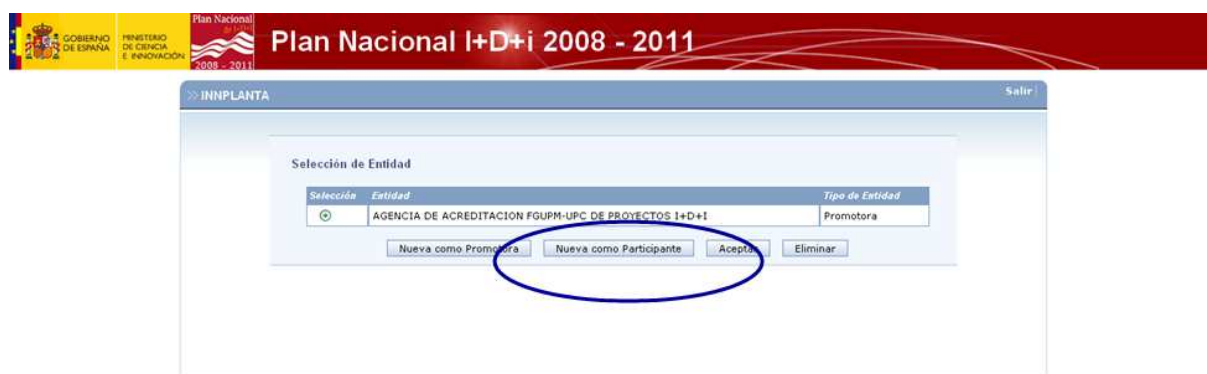 GOBIERNO
DE ESPAÑA
MINISTERIO
DE CIENCIA
E INNOVACIÓN
Plan Nacional
de I+D+i
2008 - 2011
Plan Nacional I+D+i 2008 - 2011
>> INNPLANTA
Salir |
Selección de Entidad
Selección Entidad Tipo de Entidad
AGENCIA DE ACREDITACION FGUPM-UPC DE PROYECTOS I+D+I Promotora
Nueva como Promotora Nueva como Participante Aceptar Eliminar